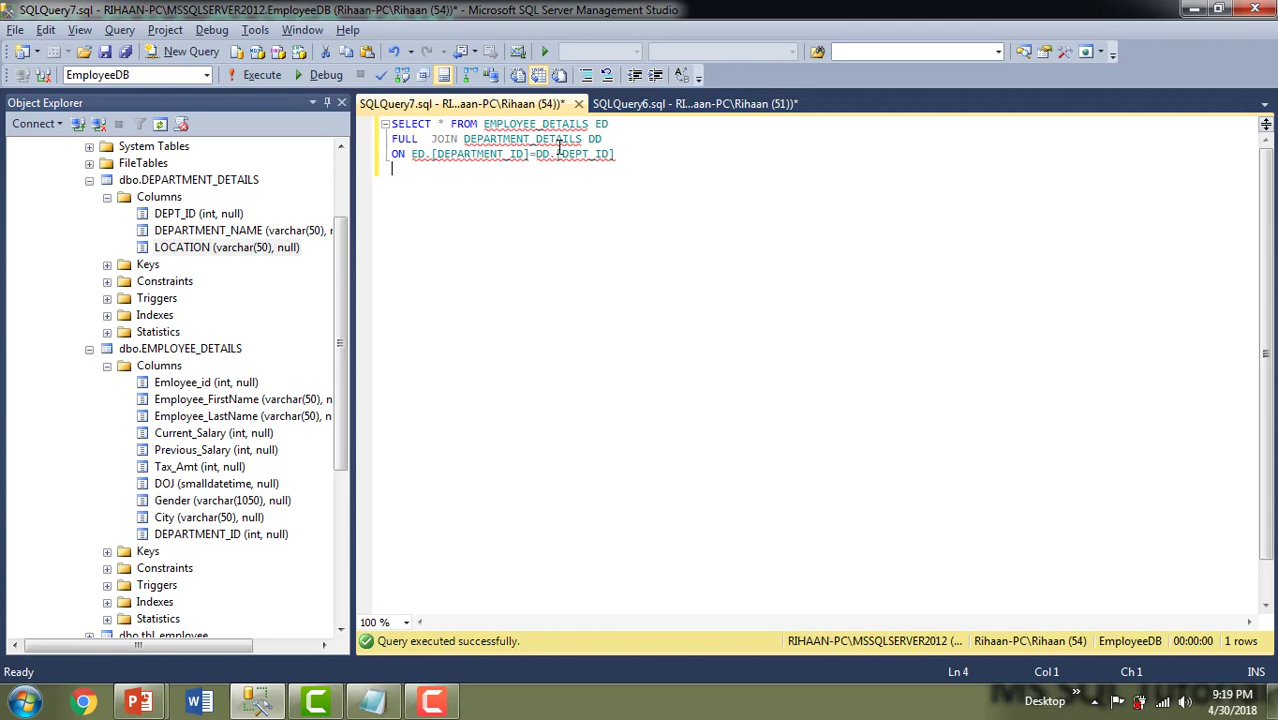 SQLQuery7.sql - RIHAAN-PC\MSSQLSERVER2012.EmployeeDB (Rihaan (54))* - Microsoft SQL Server Management Studio
File Edit View Query Project Debug Tools Window Help
New Query
EmployeeDB Execute Debug
Object Explorer
Connect
System Tables
FileTables
dbo.DEPARTMENT_DETAILS
Columns
DEPT_ID (int, null)
DEPARTMENT_NAME (varchar(50), n
LOCATION (varchar(50), null)
Keys
Constraints
Triggers
Indexes
Statistics
dbo.EMPLOYEE_DETAILS
Columns
Emloyee_id (int, null)
Employee_FirstName (varchar(50), n
Employee_LastName (varchar(50), n
Current_Salary (int, null)
Previous_Salary (int, null)
Tax_Amt (int, null)
DOJ (smalldatetime, null)
Gender (varchar(1050), null)
City (varchar(50), null)
DEPARTMENT_ID (int, null)
Keys
Constraints
Triggers
Indexes
Statistics
dbo.tbl_employee
SQLQuery7.sql - RI...aan-PC\Rihaan (54))* SQLQuery6.sql - RI...aan-PC\Rihaan (51))*
SELECT * FROM EMPLOYEE_DETAILS ED
FULL JOIN DEPARTMENT_DETAILS DD
ON ED.[DEPARTMENT_ID]=DD.[DEPT_ID]
100 %
Query executed successfully. RIHAAN-PC\MSSQLSERVER2012 (... Rihaan-PC\Rihaan (54) EmployeeDB 00:00:00 1 rows
Ready Ln 4 Col 1 Ch 1 INS
Desktop
9:19 PM
4/30/2018